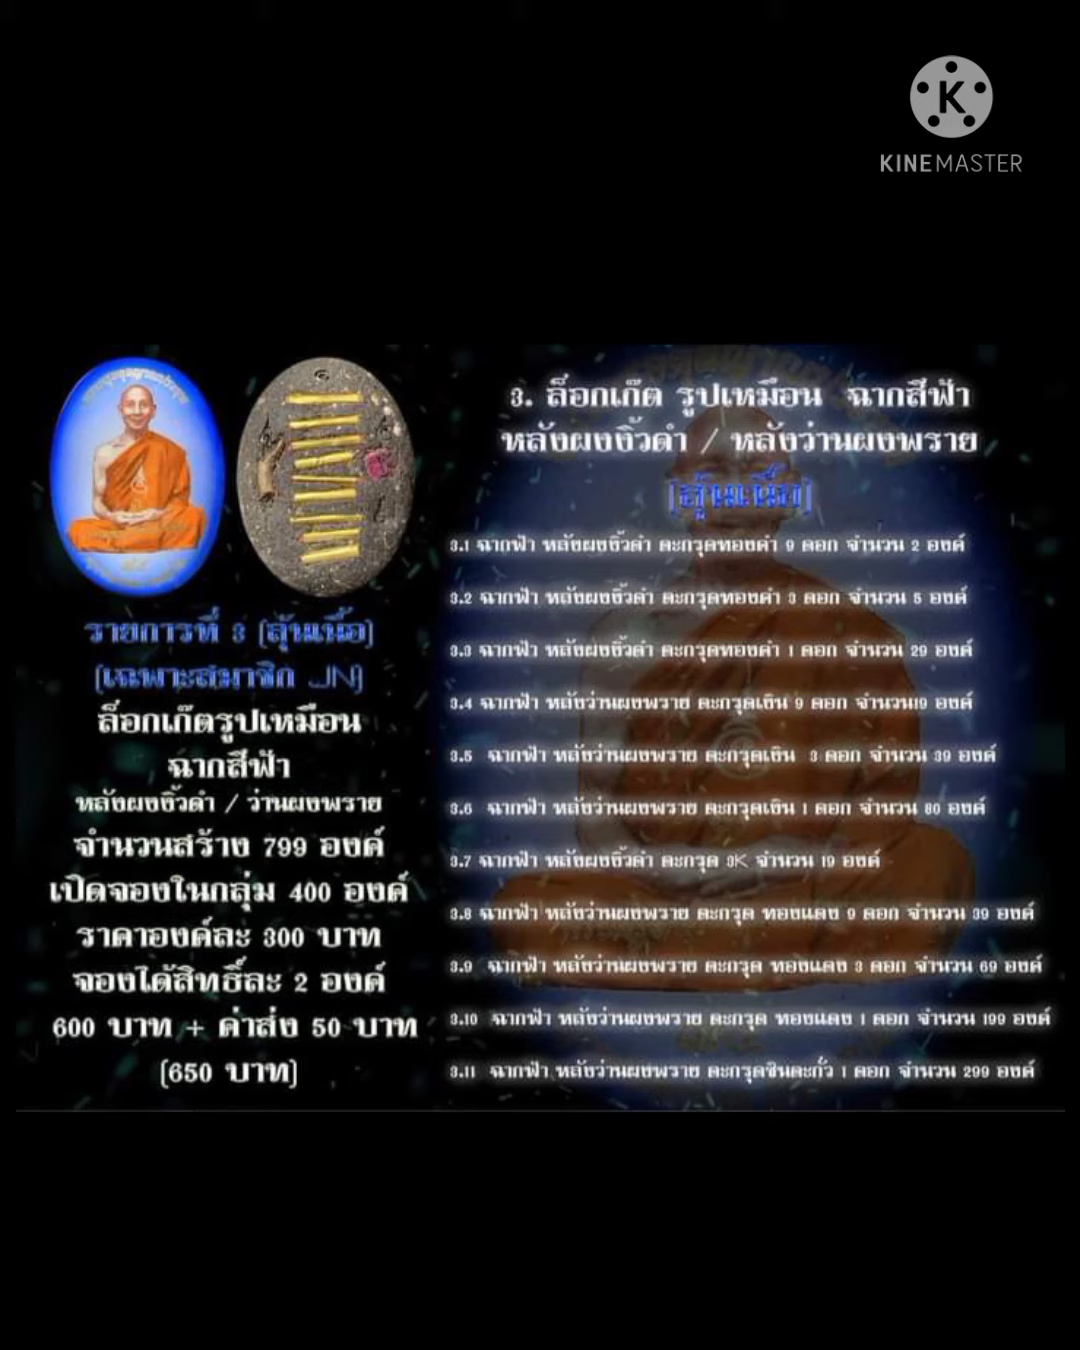 KINEMASTER
3. ล็อกเก๊ต รูปเหมือน ฉากสีฟ้า
หลังผงงิ้วดำ / หลังว่านผงพราย
(ลุ้นเนื้อ)
3.1 ฉากฟ้า หลังผงงิ้วดำ ตะกรุดทองคำ 9 ดอก จำนวน 2 องค์
3.2 ฉากฟ้า หลังผงงิ้วดำ ตะกรุดทองคำ 3 ดอก จำนวน 5 องค์
3.3 ฉากฟ้า หลังผงงิ้วดำ ตะกรุดทองคำ 1 ดอก จำนวน 29 องค์
3.4 ฉากฟ้า หลังว่านผงพราย ตะกรุดเงิน 9 ดอก จำนวน19 องค์
3.5 ฉากฟ้า หลังว่านผงพราย ตะกรุดเงิน 3 ดอก จำนวน 39 องค์
3.6 ฉากฟ้า หลังว่านผงพราย ตะกรุดเงิน 1 ดอก จำนวน 80 องค์
3.7 ฉากฟ้า หลังผงงิ้วดำ ตะกรุด 3K จำนวน 19 องค์
3.8 ฉากฟ้า หลังว่านผงพราย ตะกรุด ทองแดง 9 ดอก จำนวน 39 องค์
3.9 ฉากฟ้า หลังว่านผงพราย ตะกรุด ทองแดง 3 ดอก จำนวน 69 องค์
3.10 ฉากฟ้า หลังว่านผงพราย ตะกรุด ทองแดง 1 ดอก จำนวน 199 องค์
3.11 ฉากฟ้า หลังว่านผงพราย ตะกรุดชินตะกั่ว 1 ดอก จำนวน 299 องค์
รายการที่ 3 (ลุ้นเนื้อ)
(เฉพาะสมาชิก JN)
ล็อกเก๊ตรูปเหมือน
ฉากสีฟ้า
หลังผงงิ้วดำ / ว่านผงพราย
จำนวนสร้าง 799 องค์
เปิดจองในกลุ่ม 400 องค์
ราคาองค์ละ 300 บาท
จองได้สิทธิ์ละ 2 องค์
600 บาท + ค่าส่ง 50 บาท
(650 บาท)